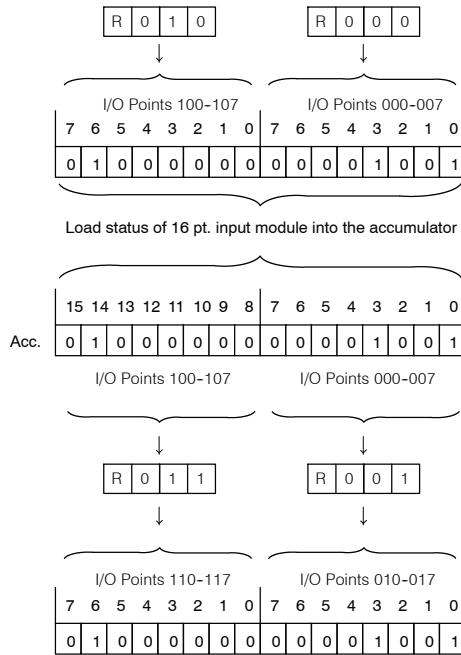 R 0 1 0 R 0 0 0
I/O Points 100-107 I/O Points 000-007
7 6 5 4 3 2 1 0 7 6 5 4 3 2 1 0
0 1 0 0 0 0 0 0 0 0 0 0 1 0 0 1
Load status of 16 pt. input module into the accumulator
15 14 13 12 11 10 9 8 7 6 5 4 3 2 1 0
Acc. 0 1 0 0 0 0 0 0 0 0 0 0 1 0 0 1
I/O Points 100-107 I/O Points 000-007
R 0 1 1 R 0 0 1
I/O Points 110-117 I/O Points 010-017
7 6 5 4 3 2 1 0 7 6 5 4 3 2 1 0
0 1 0 0 0 0 0 0 0 0 0 0 1 0 0 1